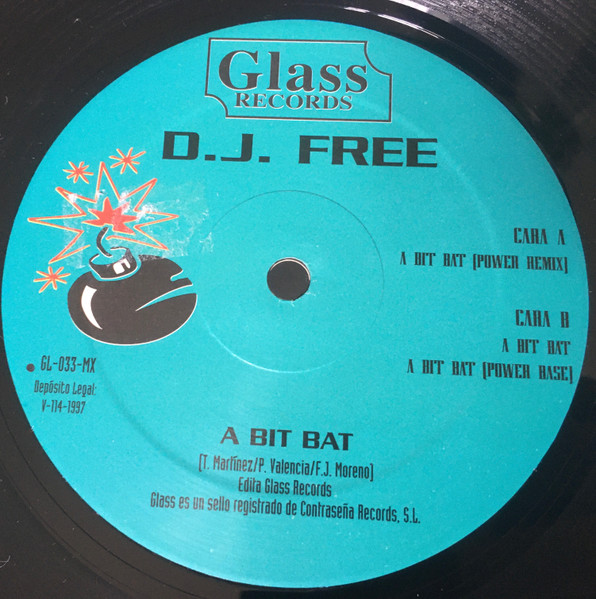 Glass
RECORDS
D.J. FREE
CARA A
A BIT BAT (POWER REMIX)
CARA B
A BIT BAT
A BIT BAT (POWER BASE)
GL-033-MX
Depósito Legal:
V-114-1997
A BIT BAT
(T. Martínez/P. Valencia/F.J. Moreno)
Edita Glass Records
Glass es un sello registrado de Contraseña Records, S.L.